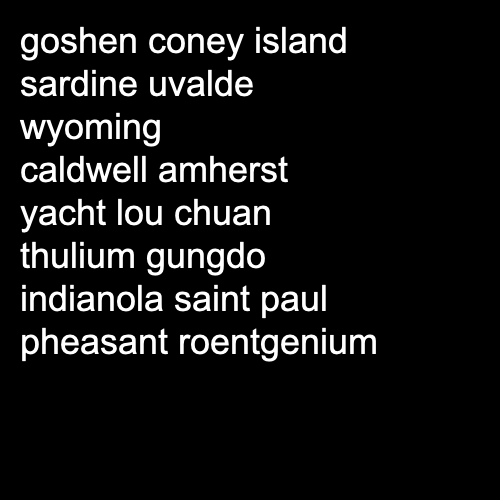 goshen coney island
sardine uvalde
wyoming
caldwell amherst
yacht lou chuan
thulium gungdo
indianola saint paul
pheasant roentgenium